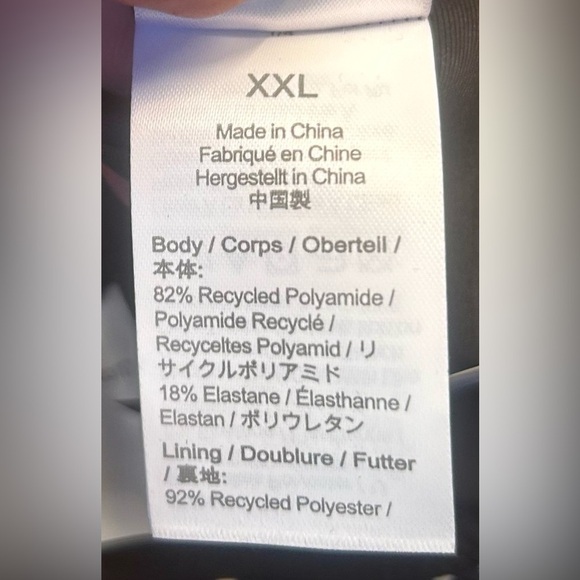 XXL
Made in China
Fabriqué en Chine
Hergestellt in China
中国製
Body / Corps / Oberteil /
本体:
82% Recycled Polyamide /
Polyamide Recyclé /
Recyceltes Polyamid / リ
サイクルポリアミド
18% Elastane / Élasthanne /
Elastan / ポリウレタン
Lining / Doublure / Futter
/ 裏地:
92% Recycled Polyester /